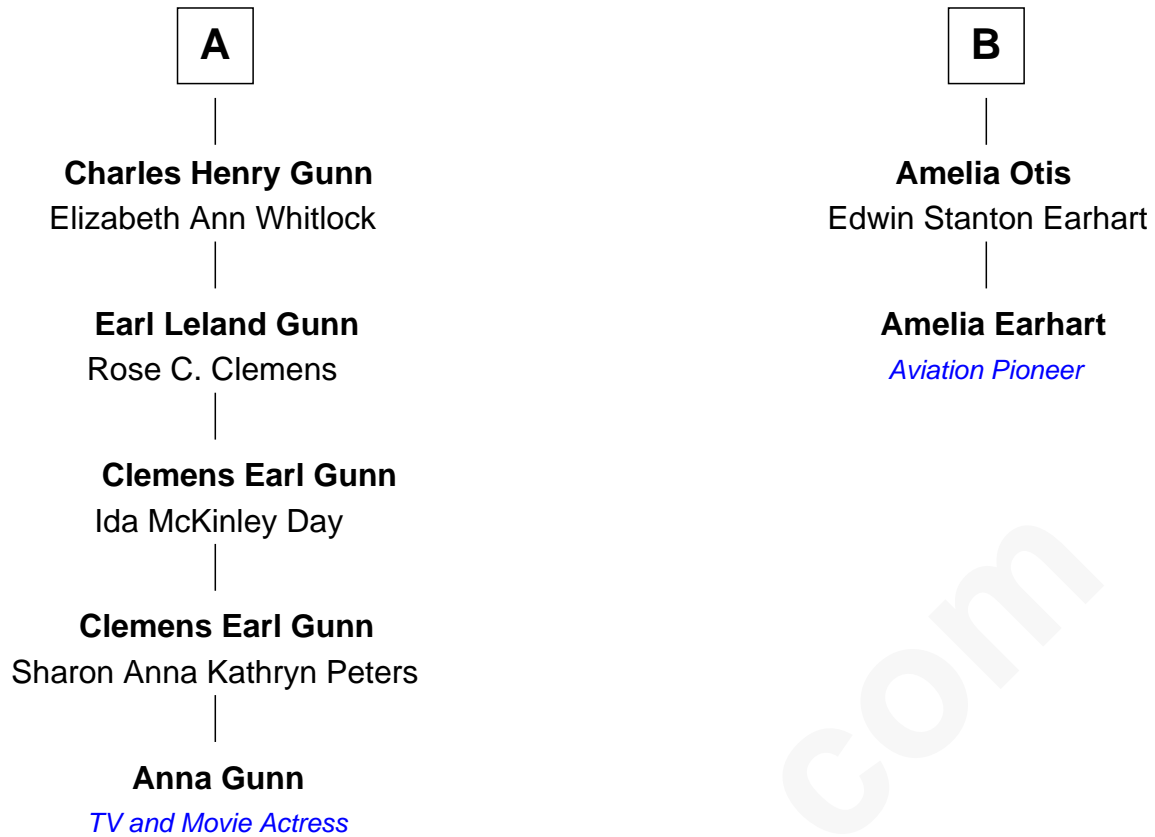 A
Charles Henry Gunn
Elizabeth Ann Whitlock
Earl Leland Gunn
Rose C. Clemens
Clemens Earl Gunn
Ida McKinley Day
Clemens Earl Gunn
Sharon Anna Kathryn Peters
Anna Gunn
TV and Movie Actress
B
Amelia Otis
Edwin Stanton Earhart
Amelia Earhart
Aviation Pioneer
com